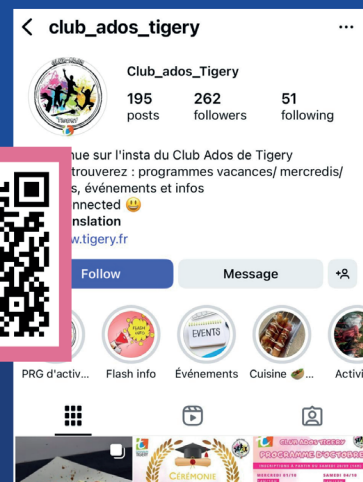 club_ados_tigery
Club_ados_Tigery
195 262 51
posts followers following
nue sur l'insta du Club Ados de Tigery
trouverez : programmes vacances/ mercredis/
s, événements et infos
nnected 😃
nslation
w.tigery.fr
Follow Message
FLASH INFO
EVENTS
PRG d'activ... Flash info Événements Cuisine 🥙... Activi
CÉRÉMONIE
CLUB ADOS TIGERY
PROGRAMME D'OCTOBRE